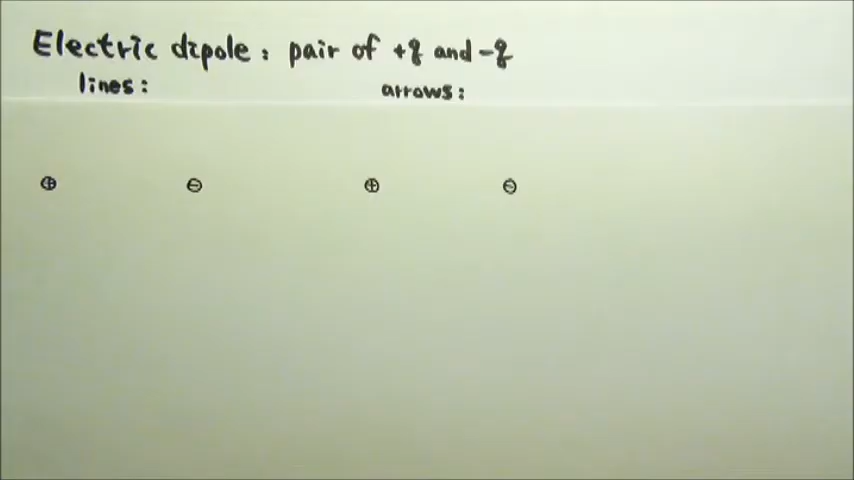 Electric dipole : pair of +q and -q
lines :
arrows :
⊕ ⊖ ⊕ ⊖